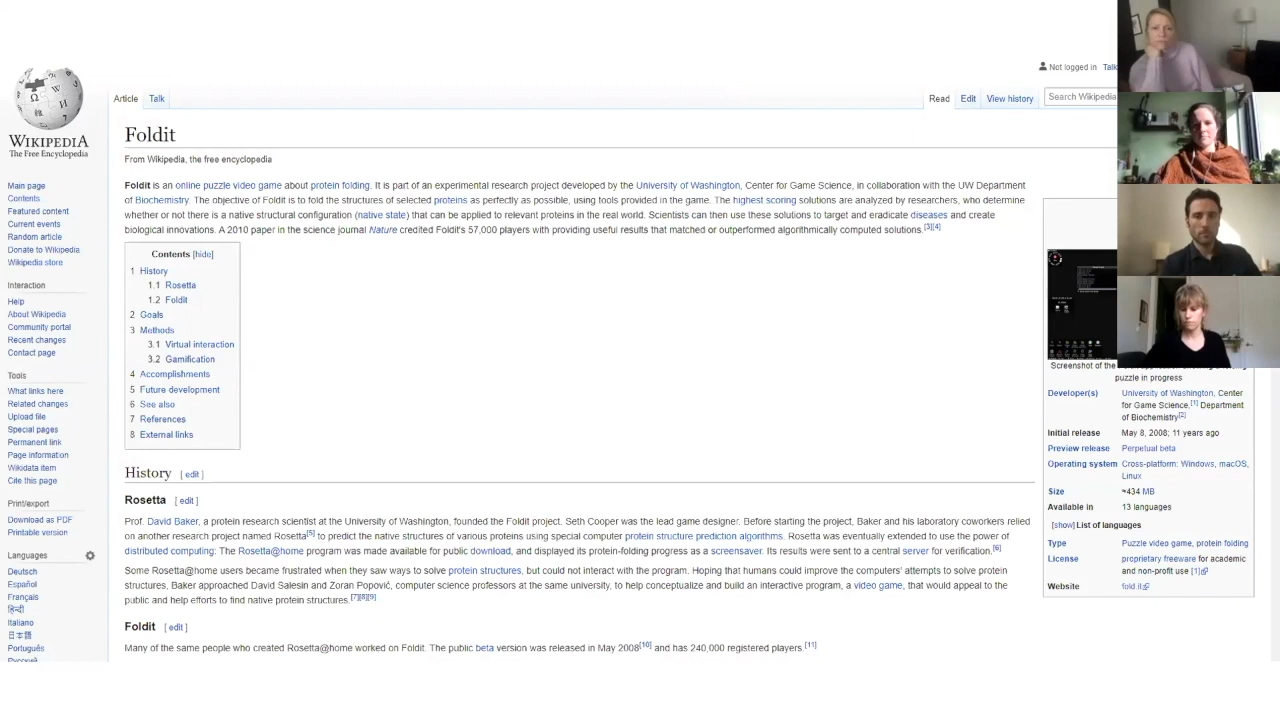 Not logged in Talk
Article Talk Read Edit View history Search Wikipedia
WIKIPEDIA
The Free Encyclopedia
Main page
Contents
Featured content
Current events
Random article
Donate to Wikipedia
Wikipedia store
Interaction
Help
About Wikipedia
Community portal
Recent changes
Contact page
Tools
What links here
Related changes
Upload file
Special pages
Permanent link
Page information
Wikidata item
Cite this page
Print/export
Download as PDF
Printable version
Languages
Deutsch
Español
Français
हिन्दी
Italiano
日本語
Português
Русский
Foldit
From Wikipedia, the free encyclopedia
Foldit is an online puzzle video game about protein folding. It is part of an experimental research project developed by the University of Washington, Center for Game Science, in collaboration with the UW Department
of Biochemistry. The objective of Foldit is to fold the structures of selected proteins as perfectly as possible, using tools provided in the game. The highest scoring solutions are analyzed by researchers, who determine
whether or not there is a native structural configuration (native state) that can be applied to relevant proteins in the real world. Scientists can then use these solutions to target and eradicate diseases and create
biological innovations. A 2010 paper in the science journal Nature credited Foldit's 57,000 players with providing useful results that matched or outperformed algorithmically computed solutions.[3][4]
Contents [hide]
1 History
1.1 Rosetta
1.2 Foldit
2 Goals
3 Methods
3.1 Virtual interaction
3.2 Gamification
4 Accomplishments
5 Future development
6 See also
7 References
8 External links
History [ edit ]
Rosetta [ edit ]
Prof. David Baker, a protein research scientist at the University of Washington, founded the Foldit project. Seth Cooper was the lead game designer. Before starting the project, Baker and his laboratory coworkers relied
on another research project named Rosetta[5] to predict the native structures of various proteins using special computer protein structure prediction algorithms. Rosetta was eventually extended to use the power of
distributed computing: The Rosetta@home program was made available for public download, and displayed its protein-folding progress as a screensaver. Its results were sent to a central server for verification.[6]
Some Rosetta@home users became frustrated when they saw ways to solve protein structures, but could not interact with the program. Hoping that humans could improve the computers' attempts to solve protein
structures, Baker approached David Salesin and Zoran Popović, computer science professors at the same university, to help conceptualize and build an interactive program, a video game, that would appeal to the
public and help efforts to find native protein structures.[7][8][9]
Foldit [ edit ]
Many of the same people who created Rosetta@home worked on Foldit. The public beta version was released in May 2008[10] and has 240,000 registered players.[11]
Screenshot of the
puzzle in progress
Developer(s) University of Washington, Center
for Game Science,[1] Department
of Biochemistry[2]
Initial release May 8, 2008; 11 years ago
Preview release Perpetual beta
Operating system Cross-platform: Windows, macOS,
Linux
Size ≈434 MB
Available in 13 languages
[show] List of languages
Type Puzzle video game, protein folding
License proprietary freeware for academic
and non-profit use [1]
Website fold.it